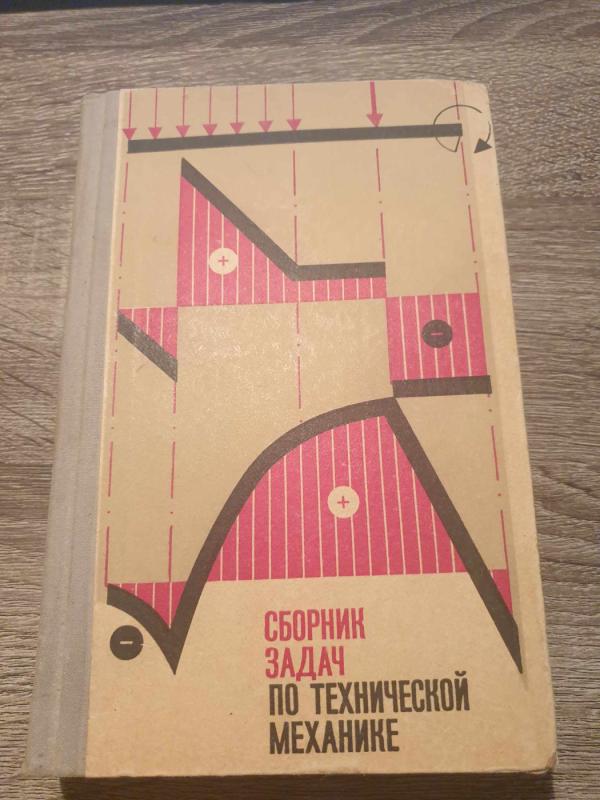 +
-
+
-
СБОРНИК
ЗАДАЧ
ПО ТЕХНИЧЕСКОЙ
МЕХАНИКЕ